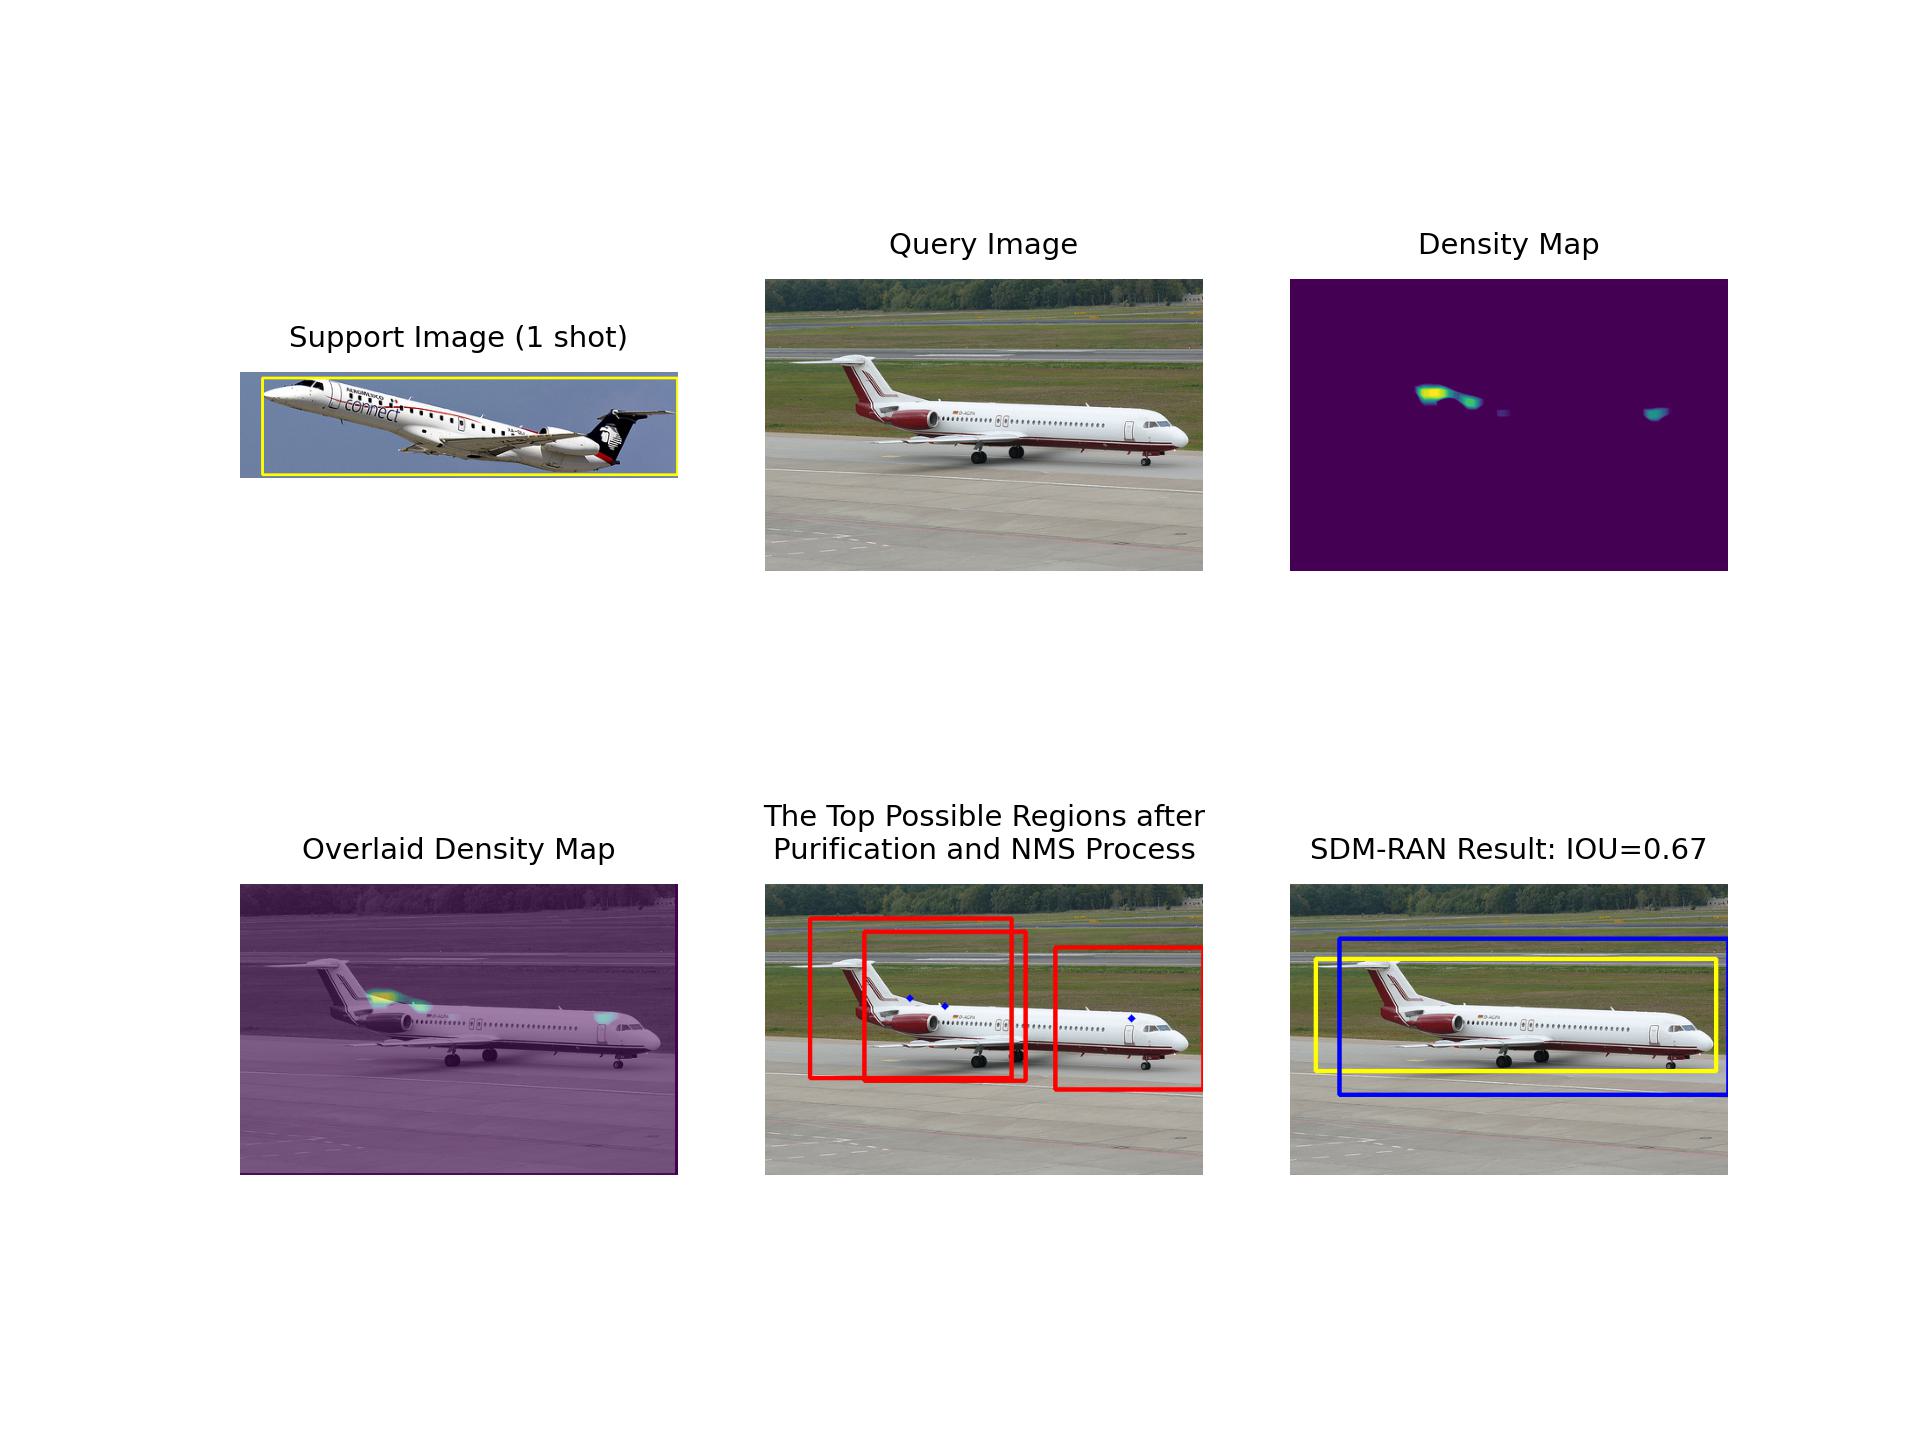 Support Image (1 shot)
AEROMEXICO
connect
Query Image
Density Map
Overlaid Density Map
The Top Possible Regions after
Purification and NMS Process
SDM-RAN Result: IOU=0.67